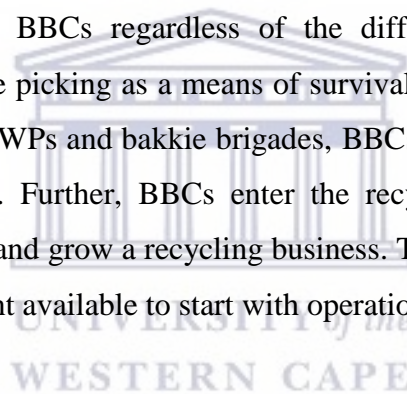 BBCs regardless of the diff
e picking as a means of survival
WPs and bakkie brigades, BBC
. Further, BBCs enter the recy
and grow a recycling business. T
nt available to start with operatio
UNIVERSITY of the
WESTERN CAPE